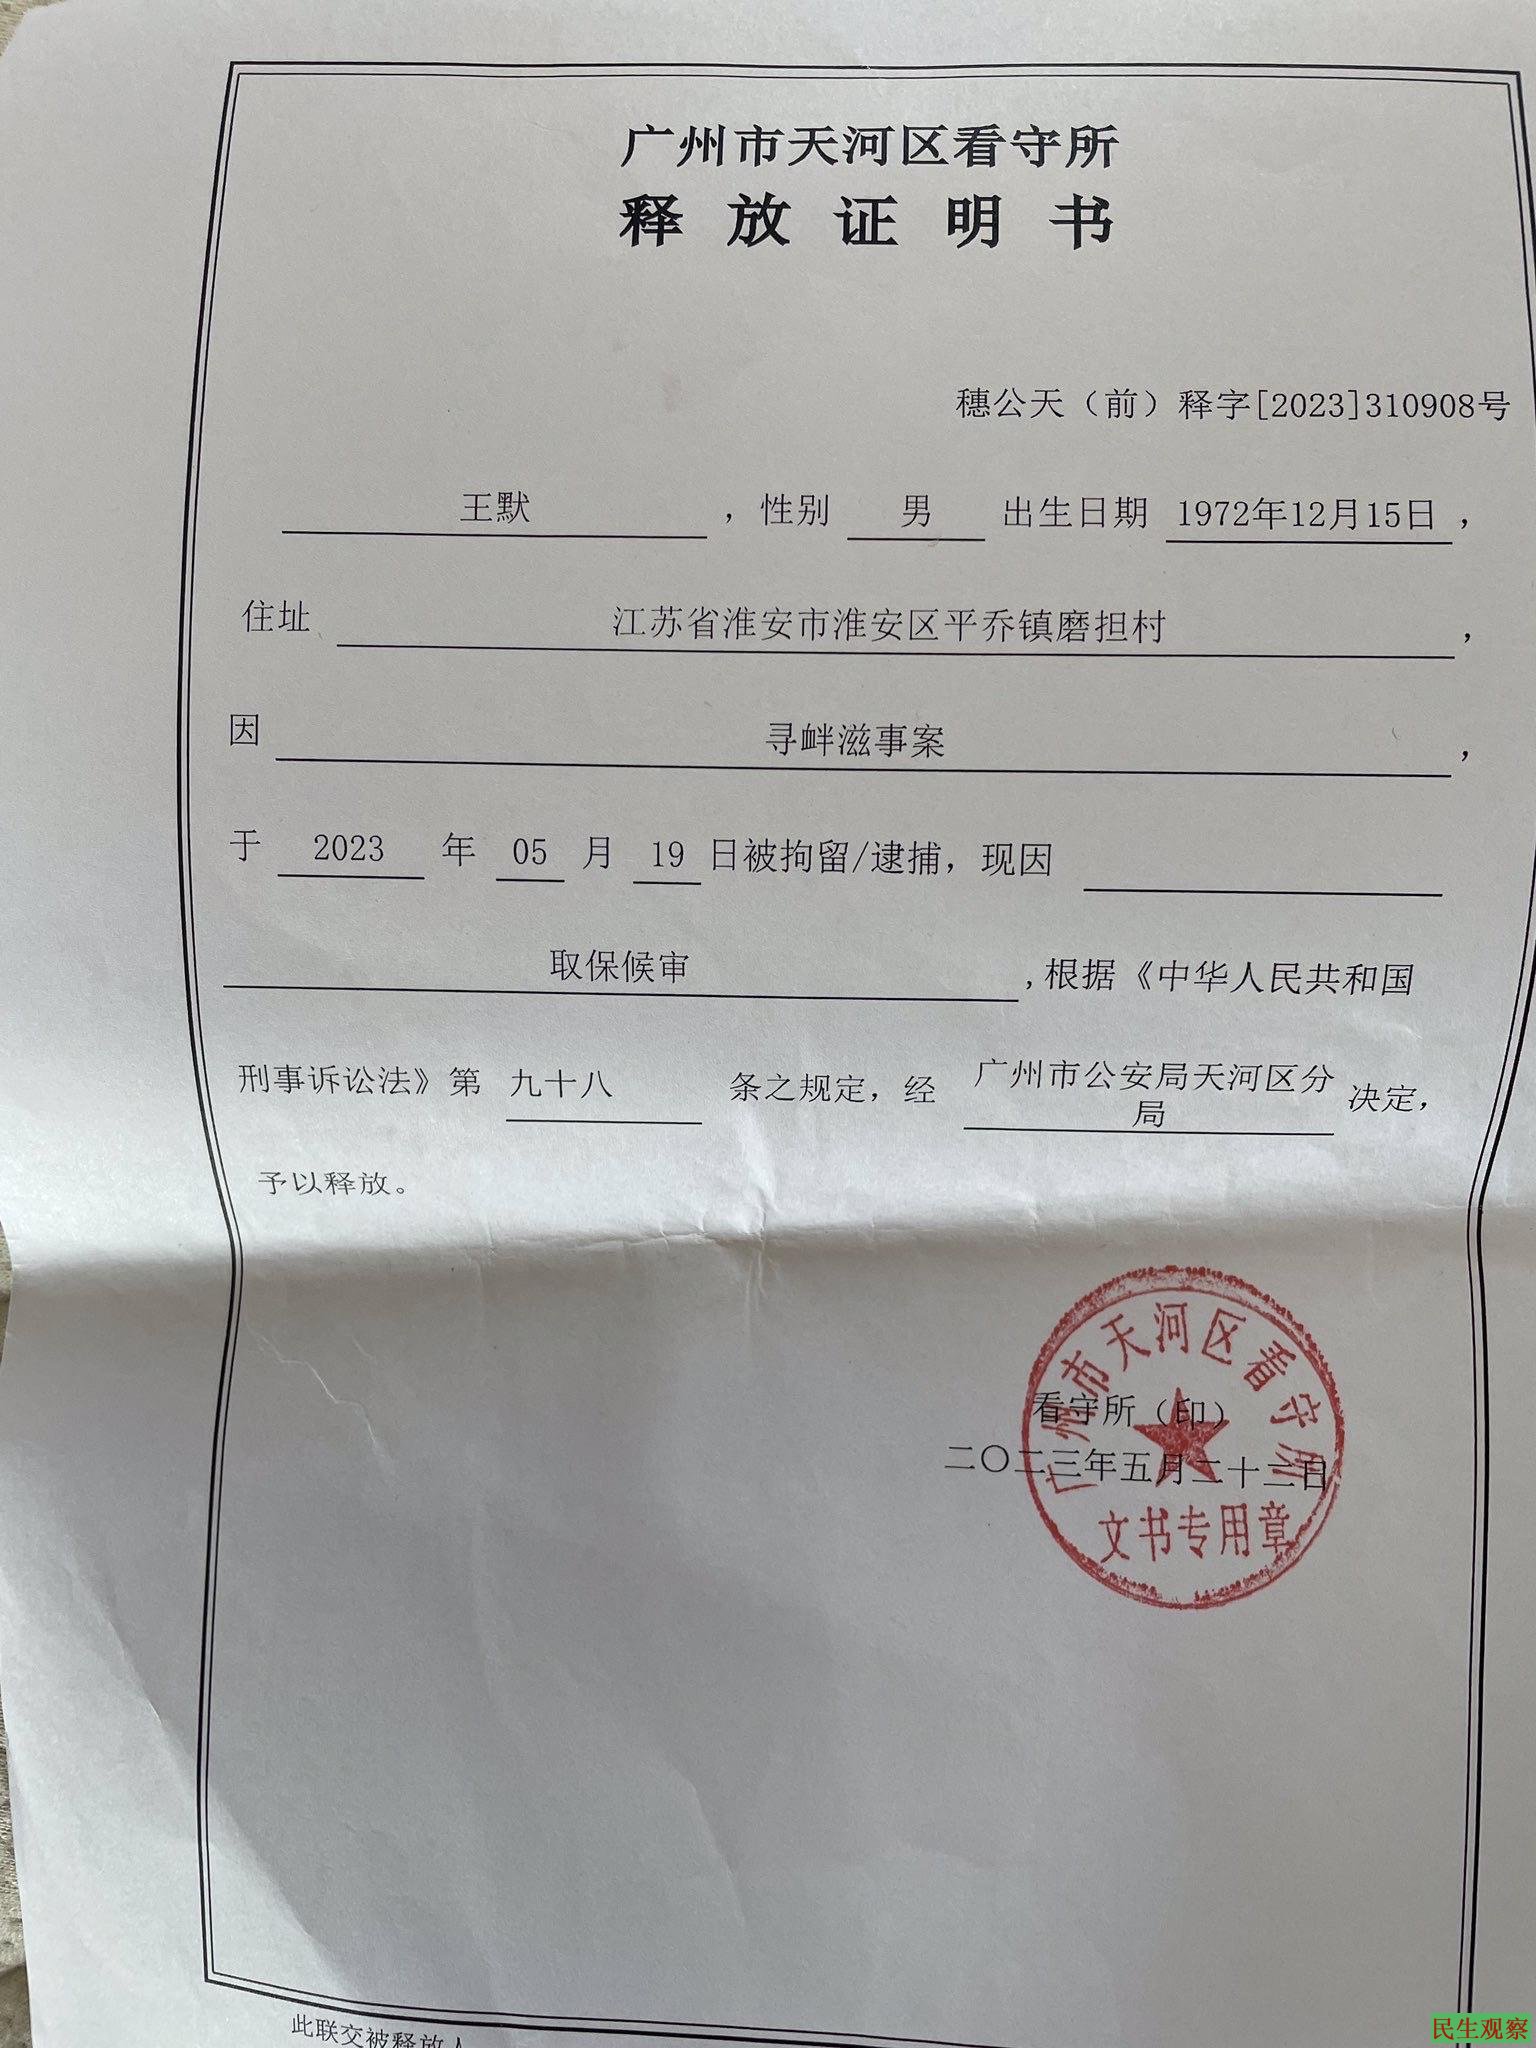 广州市天河区看守所
释放证明书
穗公天（前）释字[2023]310908号
王默，性别 男 出生日期 1972年12月15日，
住址 江苏省淮安市淮安区平乔镇磨担村，
因 寻衅滋事案，
于 2023 年 05 月 19 日被拘留/逮捕，现因
取保候审，根据《中华人民共和国
刑事诉讼法》第 九十八 条之规定，经 广州市公安局天河区分局 决定，
予以释放。
广州市天河区看守所
看守所（印）
二〇二三年五月二十二日
文书专用章
此联交被释放人
民生观察